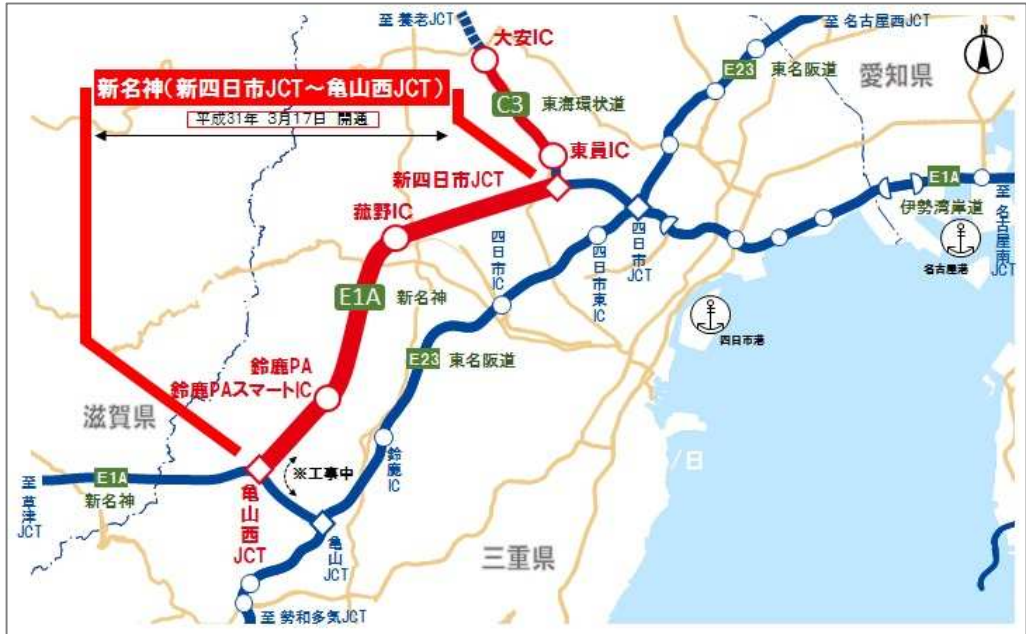 至 養老JCT
至 名古屋西JCT
N
大安IC
E23
東名阪道
愛知県
新名神(新四日市JCT~亀山西JCT)
平成31年 3月17日 開通
C3
東海環状道
東員IC
新四日市JCT
E1A
伊勢湾岸道
至 名古屋南JCT
菰野IC
四日市JCT
四日市東IC
四日市IC
名古屋港
E1A
新名神
四日市港
E23
東名阪道
鈴鹿PA
鈴鹿PAスマートIC
滋賀県
/日
※工事中
鈴鹿IC
E1A
新名神
至 草津JCT
亀山西JCT
亀山JCT
三重県
至 勢和多気JCT